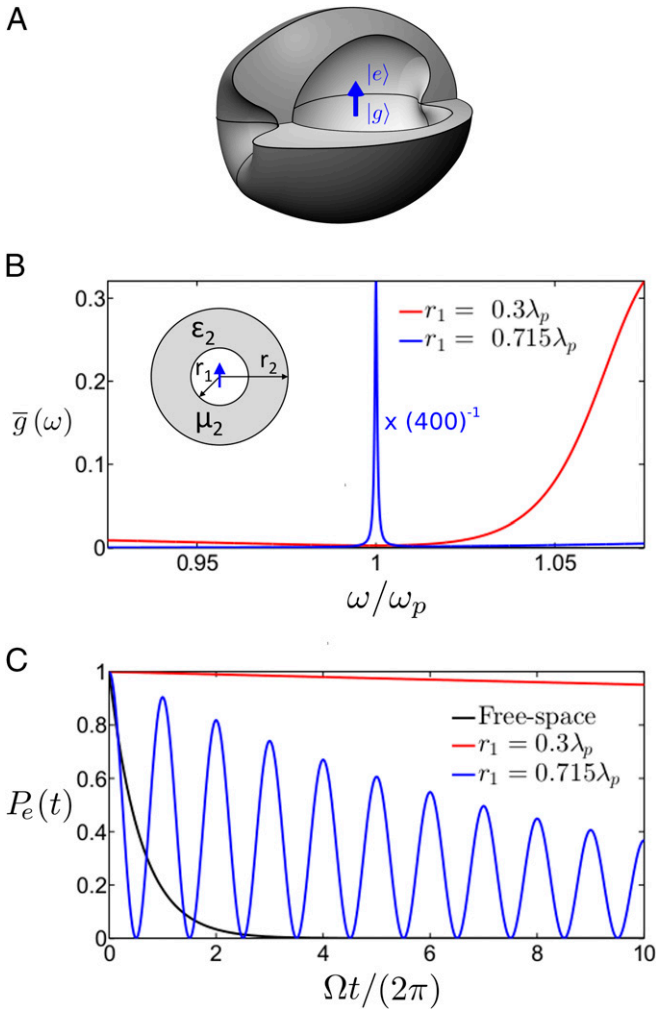 A
|e⟩
|g⟩
B
0.3
0.2
0.1
0
g̅(ω)
ε₂
r₁
r₂
μ₂
r₁ = 0.3λₚ
r₁ = 0.715λₚ
x (400)⁻¹
0.95
1
1.05
ω/ωₚ
C
1
0.8
0.6
0.4
0.2
0
Pₑ(t)
Free-space
r₁ = 0.3λₚ
r₁ = 0.715λₚ
0
2
4
6
8
10
Ωt/(2π)